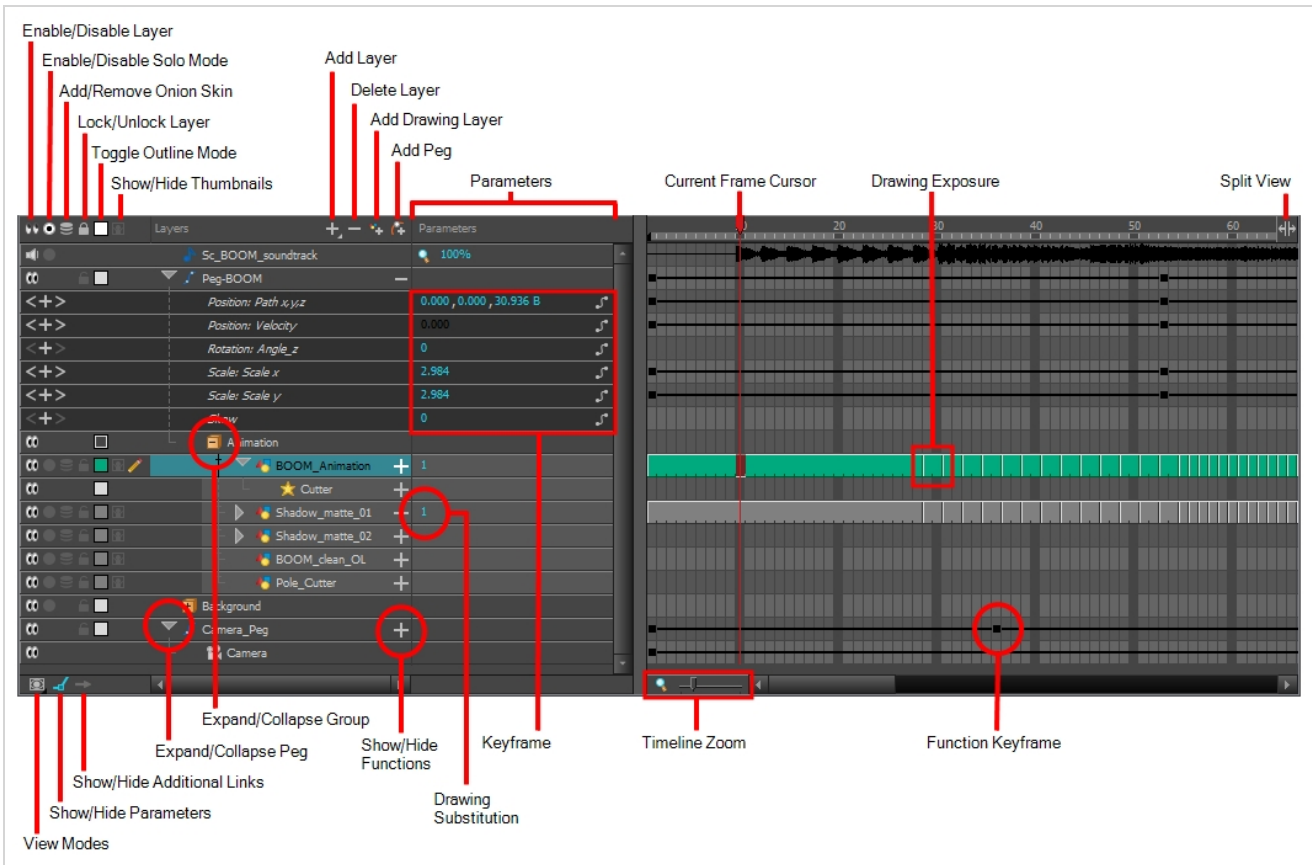 Enable/Disable Layer
Enable/Disable Solo Mode
Add/Remove Onion Skin
Lock/Unlock Layer
Toggle Outline Mode
Show/Hide Thumbnails
Add Layer
Delete Layer
Add Drawing Layer
Add Peg
Parameters
Current Frame Cursor
Drawing Exposure
Split View
Layers
Parameters
20 30 40 50 60
Sc_BOOM_soundtrack
100%
Peg-BOOM
Position: Path x,y,z
0.000 , 0.000 , 30.936 B
Position: Velocity
0.000
Rotation: Angle_z
0
Scale: Scale x
2.984
Scale: Scale y
2.984
0
BOOM_Animation
1
Cutter
Shadow_matte_01
1
Shadow_matte_02
BOOM_clean_OL
Pole_Cutter
Background
Camera_Peg
Camera
Expand/Collapse Group
Expand/Collapse Peg
Show/Hide Additional Links
Show/Hide Parameters
View Modes
Show/Hide
Functions
Keyframe
Drawing
Substitution
Timeline Zoom
Function Keyframe